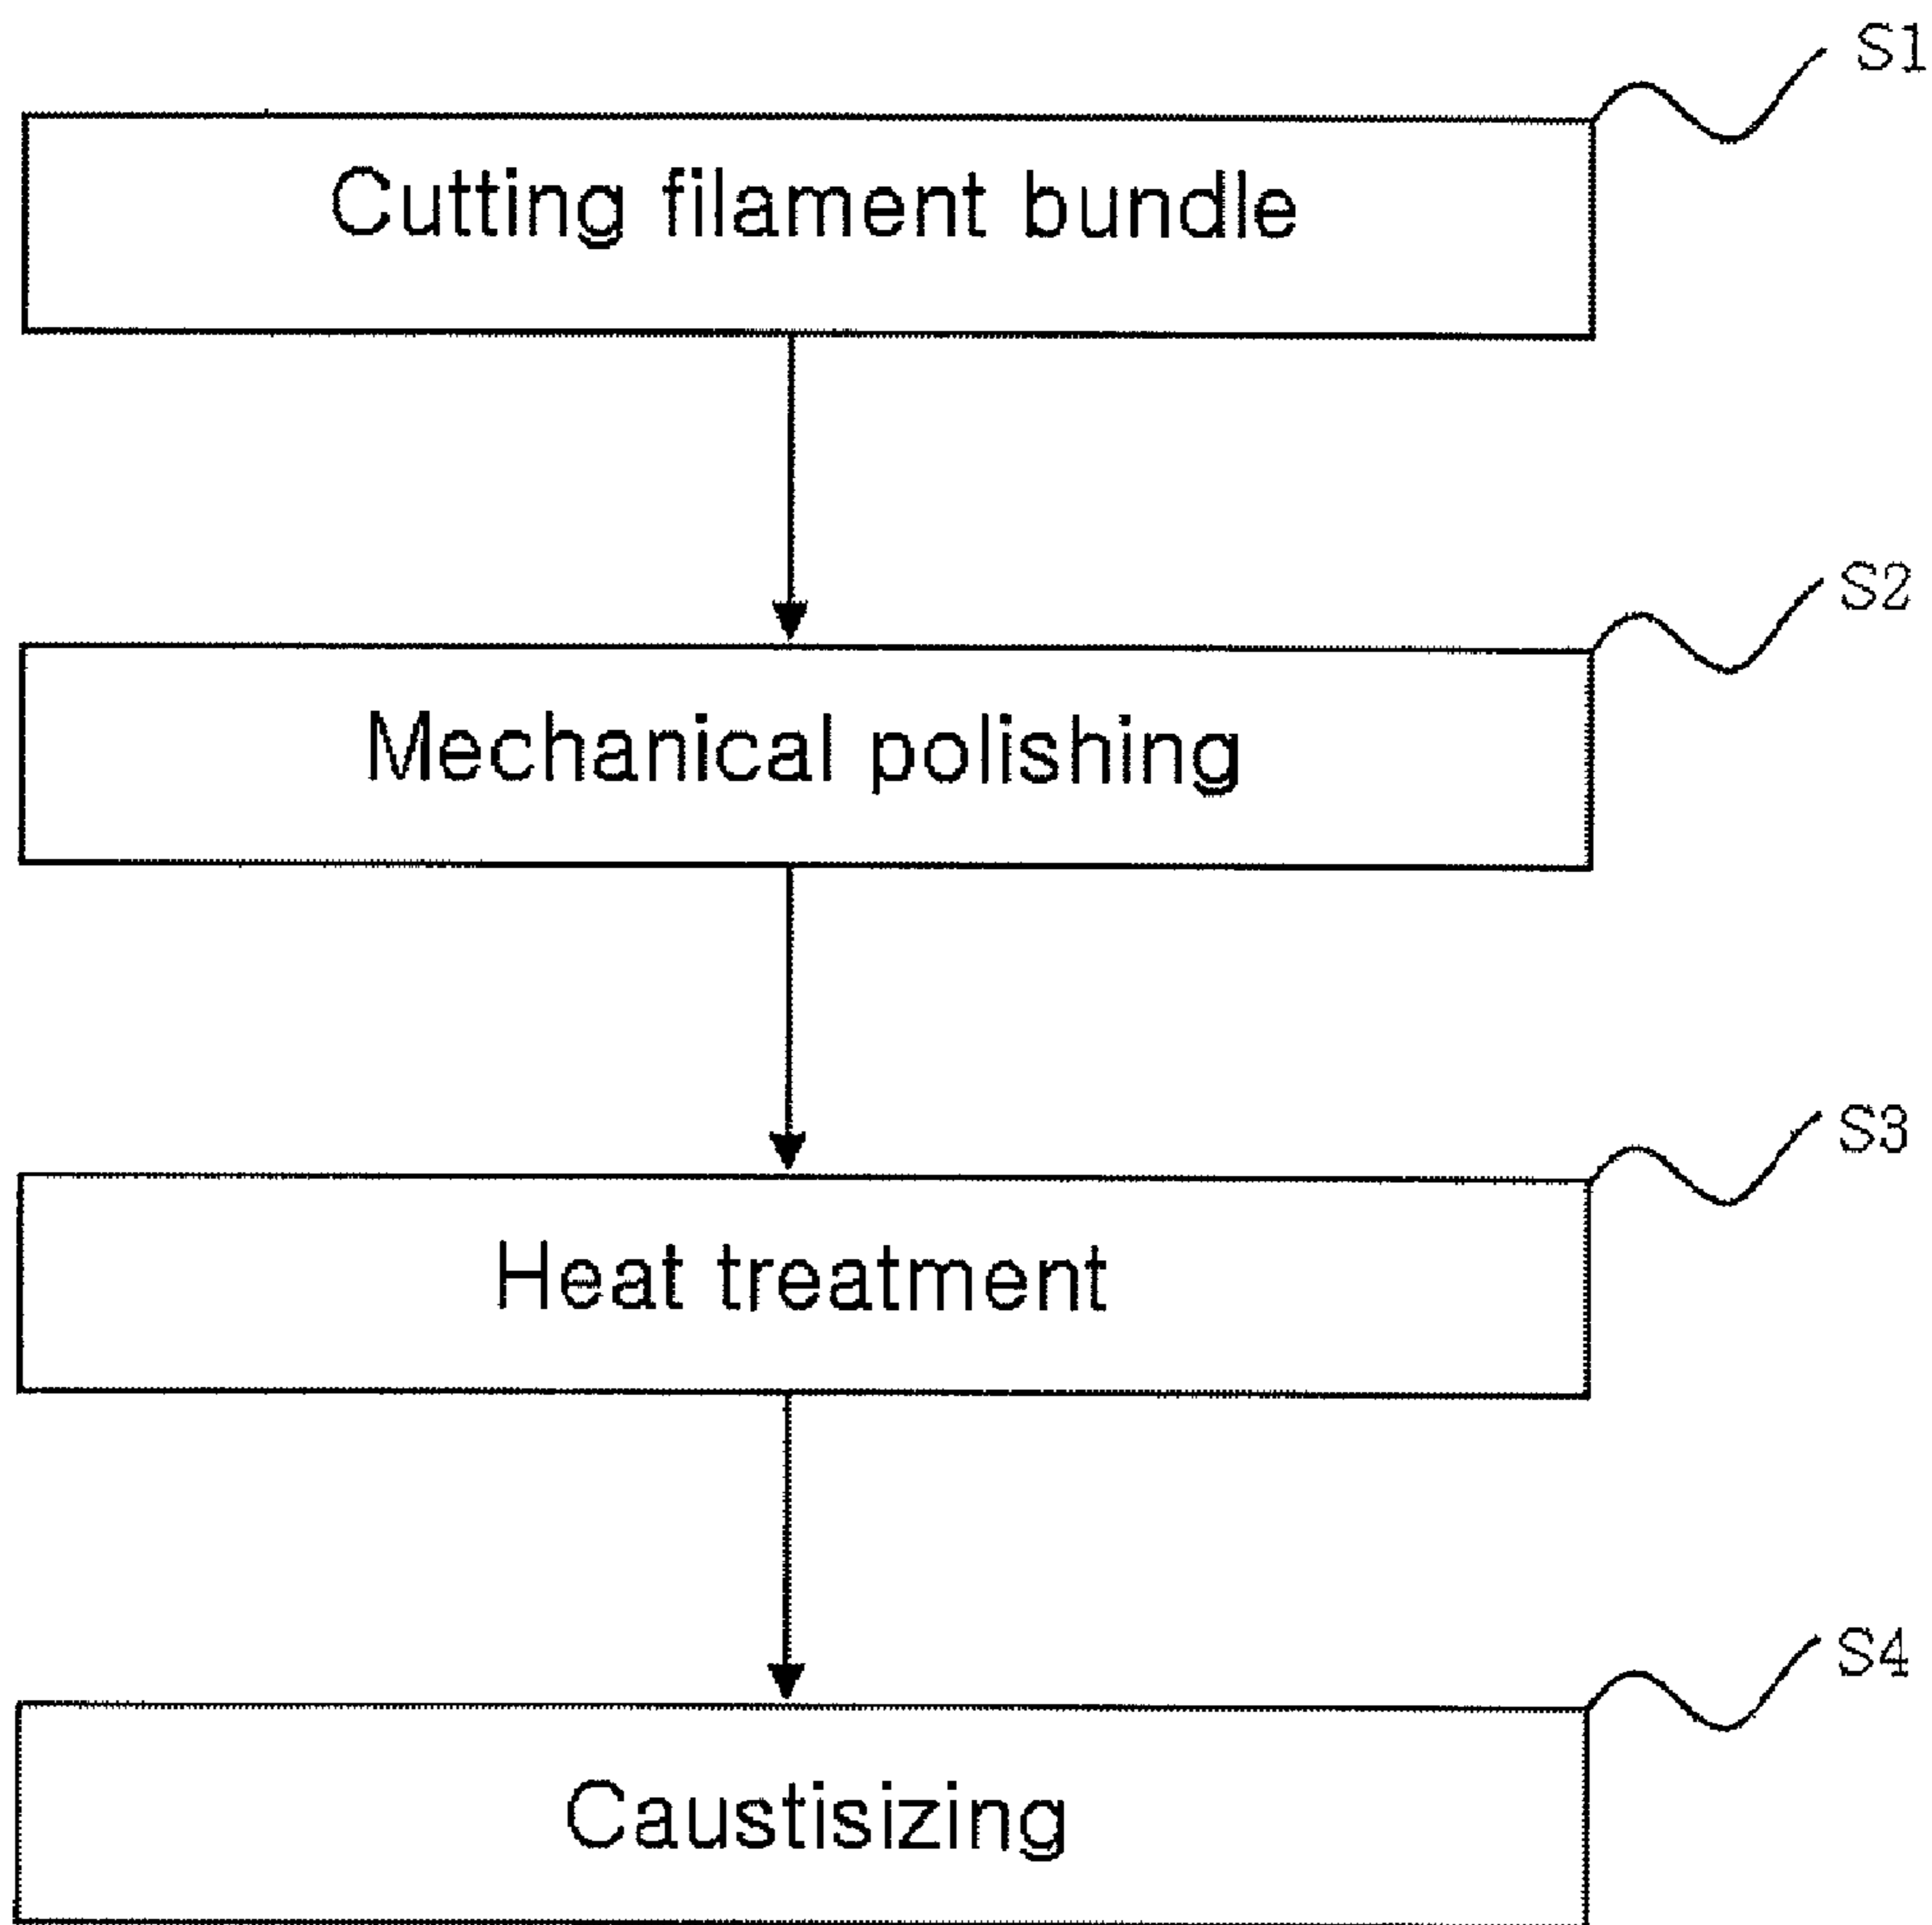 S1
Cutting filament bundle
S2
Mechanical polishing
S3
Heat treatment
S4
Caustisizing